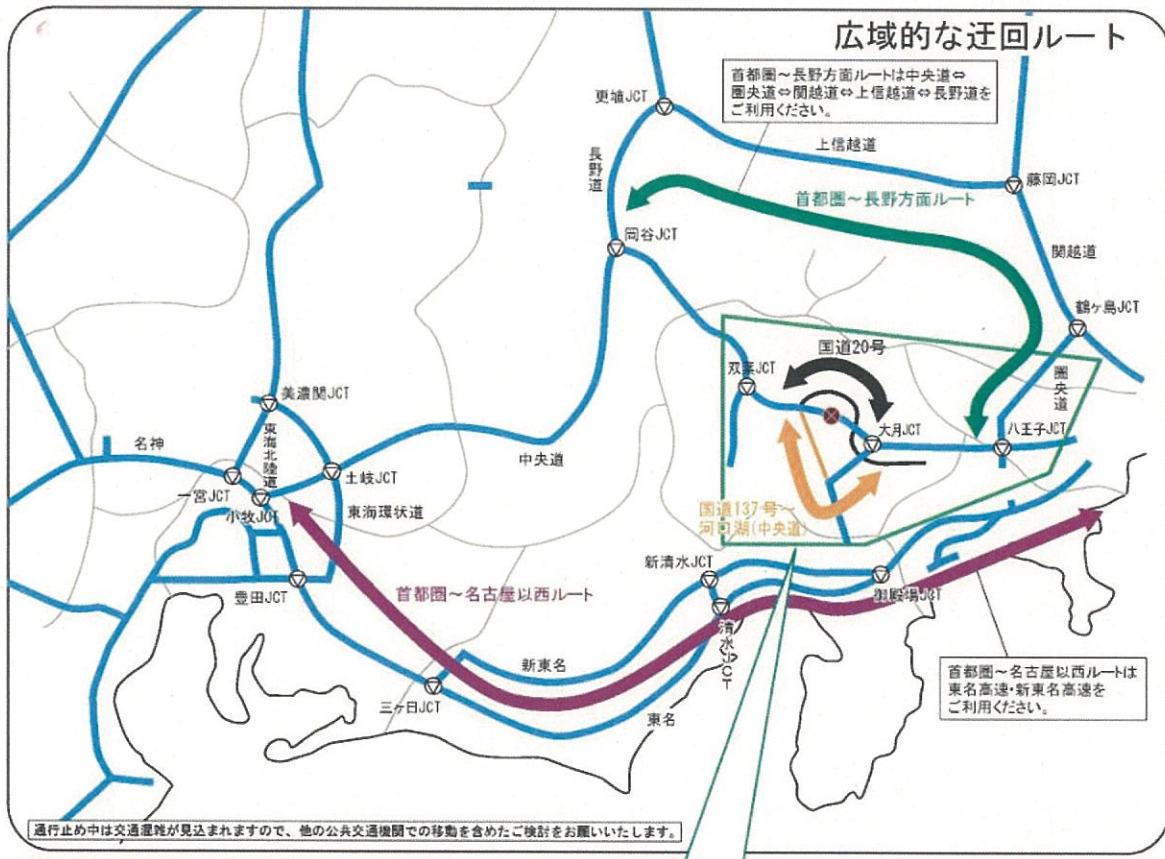 広域的な迂回ルート
首都圏～長野方面ルートは中央道⇔
圏央道⇔関越道⇔上信越道⇔長野道を
ご利用ください。
更埴JCT
上信越道
長野道
藤岡JCT
首都圏～長野方面ルート
岡谷JCT
関越道
鶴ヶ島JCT
国道20号
双葉JCT
圏央道
美濃関JCT
大月JCT
八王子JCT
名神
東海北陸道
中央道
土岐JCT
一宮JCT
小牧JCT
東海環状道
国道137号～
河口湖(中央道)
新清水JCT
豊田JCT
首都圏～名古屋以西ルート
御殿場JCT
清水JCT
新東名
三ヶ日JCT
東名
首都圏～名古屋以西ルートは
東名高速・新東名高速を
ご利用ください。
通行止め中は交通混雑が見込まれますので、他の公共交通機関での移動を含めたご検討をお願いいたします。